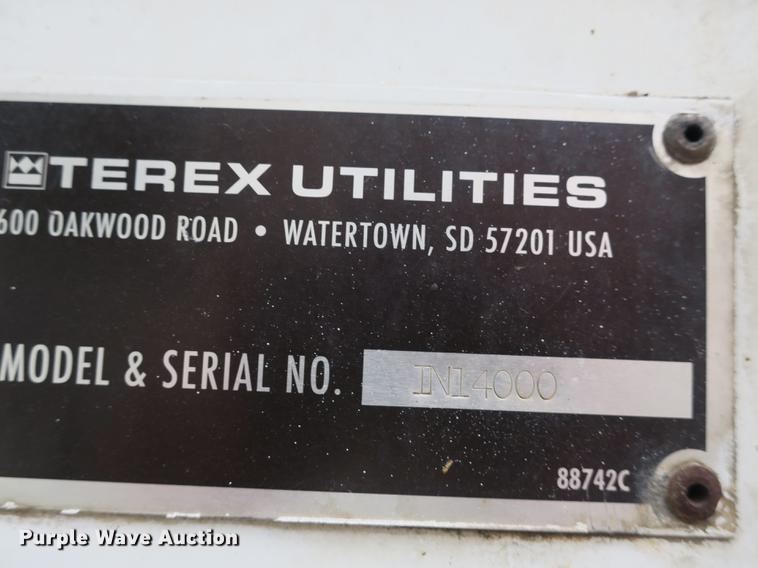 TEREX UTILITIES
600 OAKWOOD ROAD • WATERTOWN, SD 57201 USA
MODEL & SERIAL NO. IN14000
88742C
Purple Wave Auction